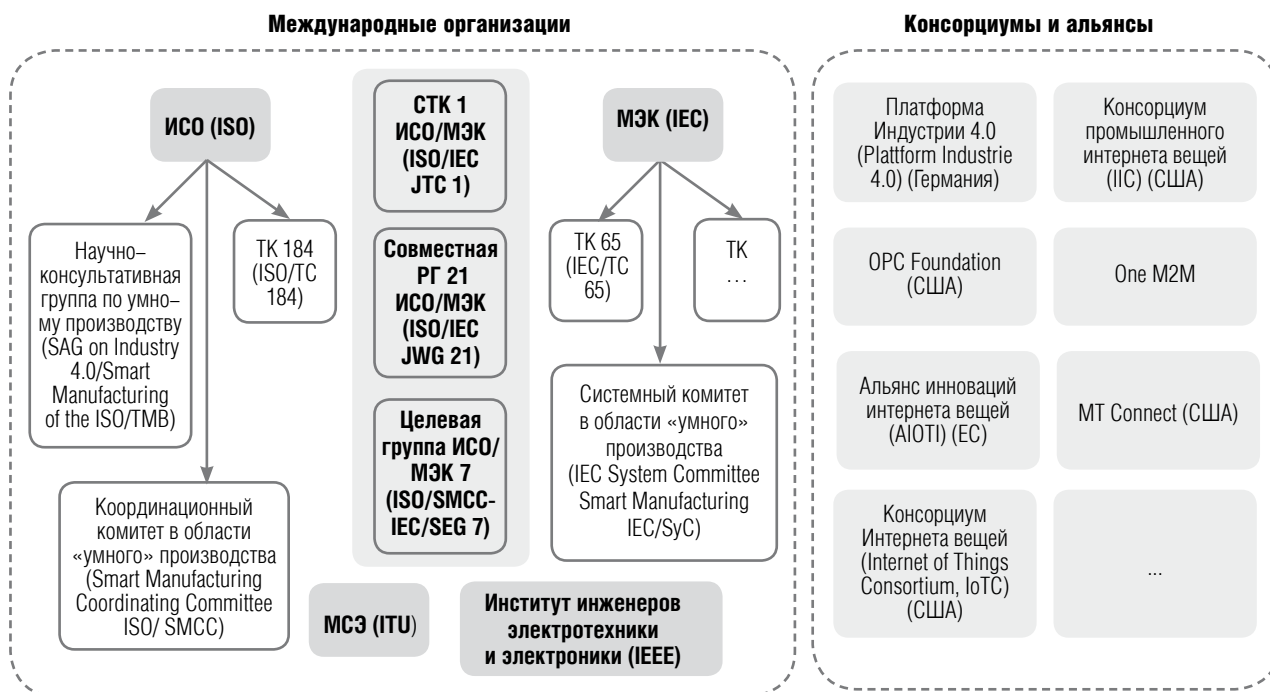 Международные организации
ИСО (ISO)
Научно–
консультативная
группа по умно–
му производству
(SAG on Industry
4.0/Smart
Manufacturing
of the ISO/TMB)
ТК 184
(ISO/TC
184)
Координационный
комитет в области
«умного» производства
(Smart Manufacturing
Coordinating Committee
ISO/ SMCC)
СТК 1
ИСО/МЭК
(ISO/IEC
JTC 1)
Совместная
РГ 21
ИСО/МЭК
(ISO/IEC
JWG 21)
Целевая
группа ИСО/
МЭК 7
(ISO/SMCC-
IEC/SEG 7)
МЭК (IEC)
ТК 65
(IEC/TC
65)
ТК
...
Системный комитет
в области «умного»
производства
(IEC System Committee
Smart Manufacturing
IEC/SyC)
МСЭ (ITU)
Институт инженеров
электротехники
и электроники (IEEE)
Консорциумы и альянсы
Платформа
Индустрии 4.0
(Plattform Industrie
4.0) (Германия)
Консорциум
промышленного
интернета вещей
(IIC) (США)
OPC Foundation
(США)
One M2M
Альянс инноваций
интернета вещей
(AIOTI) (ЕС)
MT Connect (США)
Консорциум
Интернета вещей
(Internet of Things
Consortium, IoTC)
(США)
...